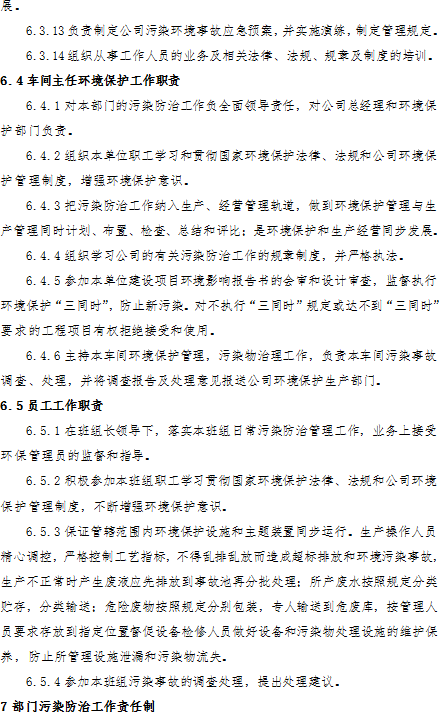 展。
6.3.13 负责制定公司污染环境事故应急预案，并实施演练，制定管理规定。
6.3.14 组织从事工作人员的业务及相关法律、法规、规章及制度的培训。
6.4 车间主任环境保护工作职责
6.4.1 对本部门的污染防治工作负全面领导责任，对公司总经理和环境保
护部门负责。
6.4.2 组织本单位职工学习和贯彻国家环境保护法律、法规和公司环境保
护管理制度，增强环境保护意识。
6.4.3 把污染防治工作纳入生产、经营管理轨道，做到环境保护管理与生
产管理同时计划、布置、检查、总结和评比；是环境保护和生产经营同步发展。
6.4.4 组织学习公司的有关污染防治工作的规章制度，并严格执法。
6.4.5 参加本单位建设项目环境影响报告书的会审和设计审查，监督执行
环境保护“三同时”，防止新污染。对不执行“三同时”规定或达不到“三同时”
要求的工程项目有权拒绝接受和使用。
6.4.6 主持本车间环境保护管理，污染物治理工作，负责本车间污染事故
调查、处理，并将调查报告及处理意见报送公司环境保护生产部门。
6.5 员工工作职责
6.5.1 在班组长领导下，落实本班组日常污染防治管理工作，业务上接受
环保管理员的监督和指导。
6.5.2 积极参加本班组职工学习贯彻国家环境保护法律、法规和公司环境
保护管理制度，不断增强环境保护意识。
6.5.3 保证管辖范围内环境保护设施和主题装置同步运行。生产操作人员
精心调控，严格控制工艺指标，不得乱排乱放而造成超标排放和环境污染事故，
生产不正常时产生废液应先排放到事故池再分批处理；所产废水按照规定分类
贮存，分类输送；危险废物按照规定分别包装，专人输送到危废库，按管理人
员要求存放到指定位置督促设备检修人员做好设备和污染物处理设施的维护保
养，防止所管理设施泄漏和污染物流失。
6.5.4 参加本班组污染事故的调查处理，提出处理建议。
7 部门污染防治工作责任制